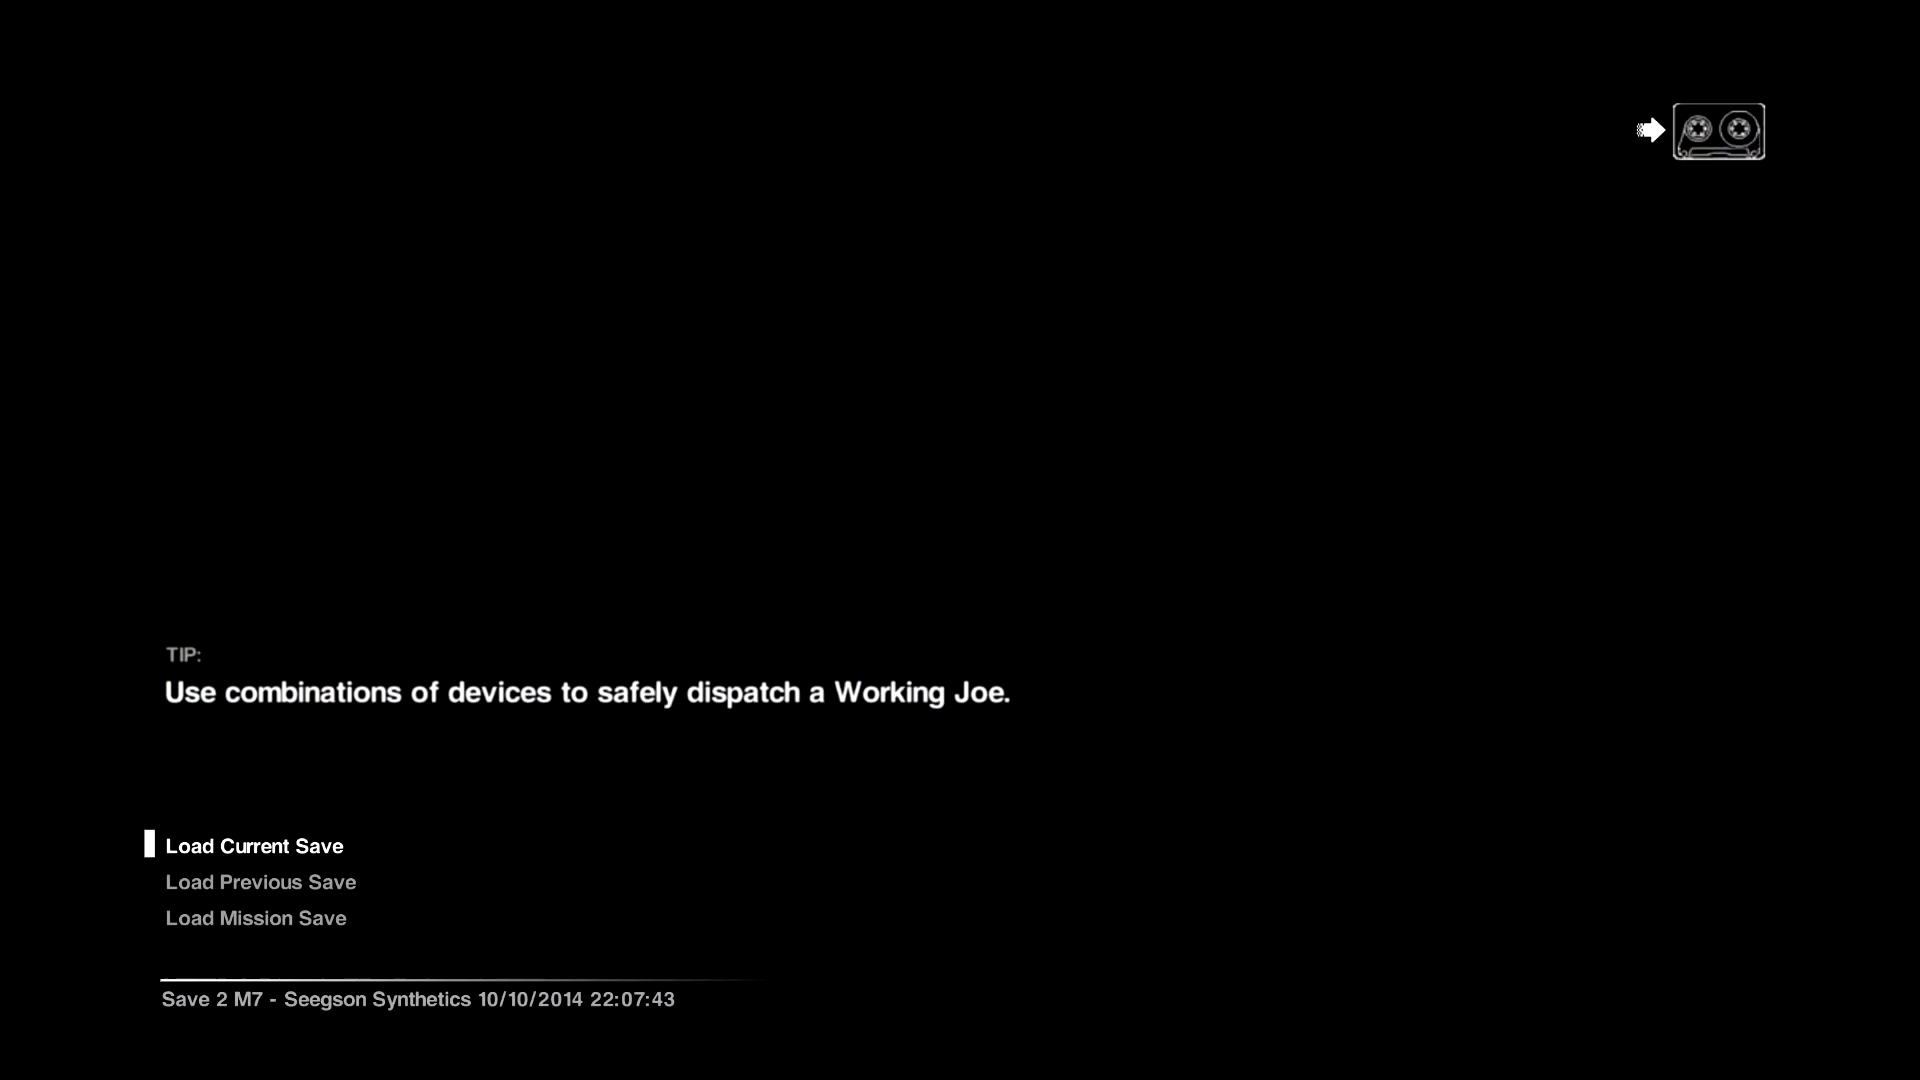 TIP:
Use combinations of devices to safely dispatch a Working Joe.
Load Current Save
Load Previous Save
Load Mission Save
Save 2 M7 - Seegson Synthetics 10/10/2014 22:07:43